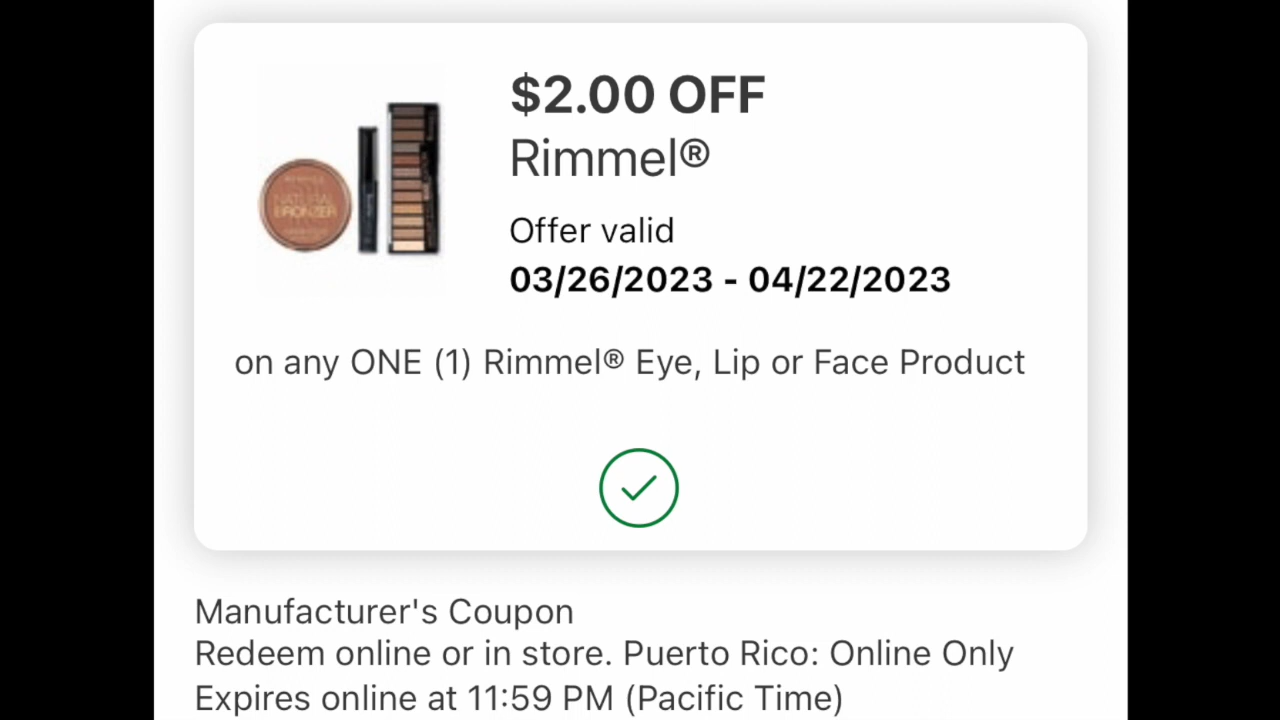 $2.00 OFF
Rimmel®
Offer valid
03/26/2023 - 04/22/2023
NATURAL
BRONZER
on any ONE (1) Rimmel® Eye, Lip or Face Product
Manufacturer's Coupon
Redeem online or in store. Puerto Rico: Online Only
Expires online at 11:59 PM (Pacific Time)